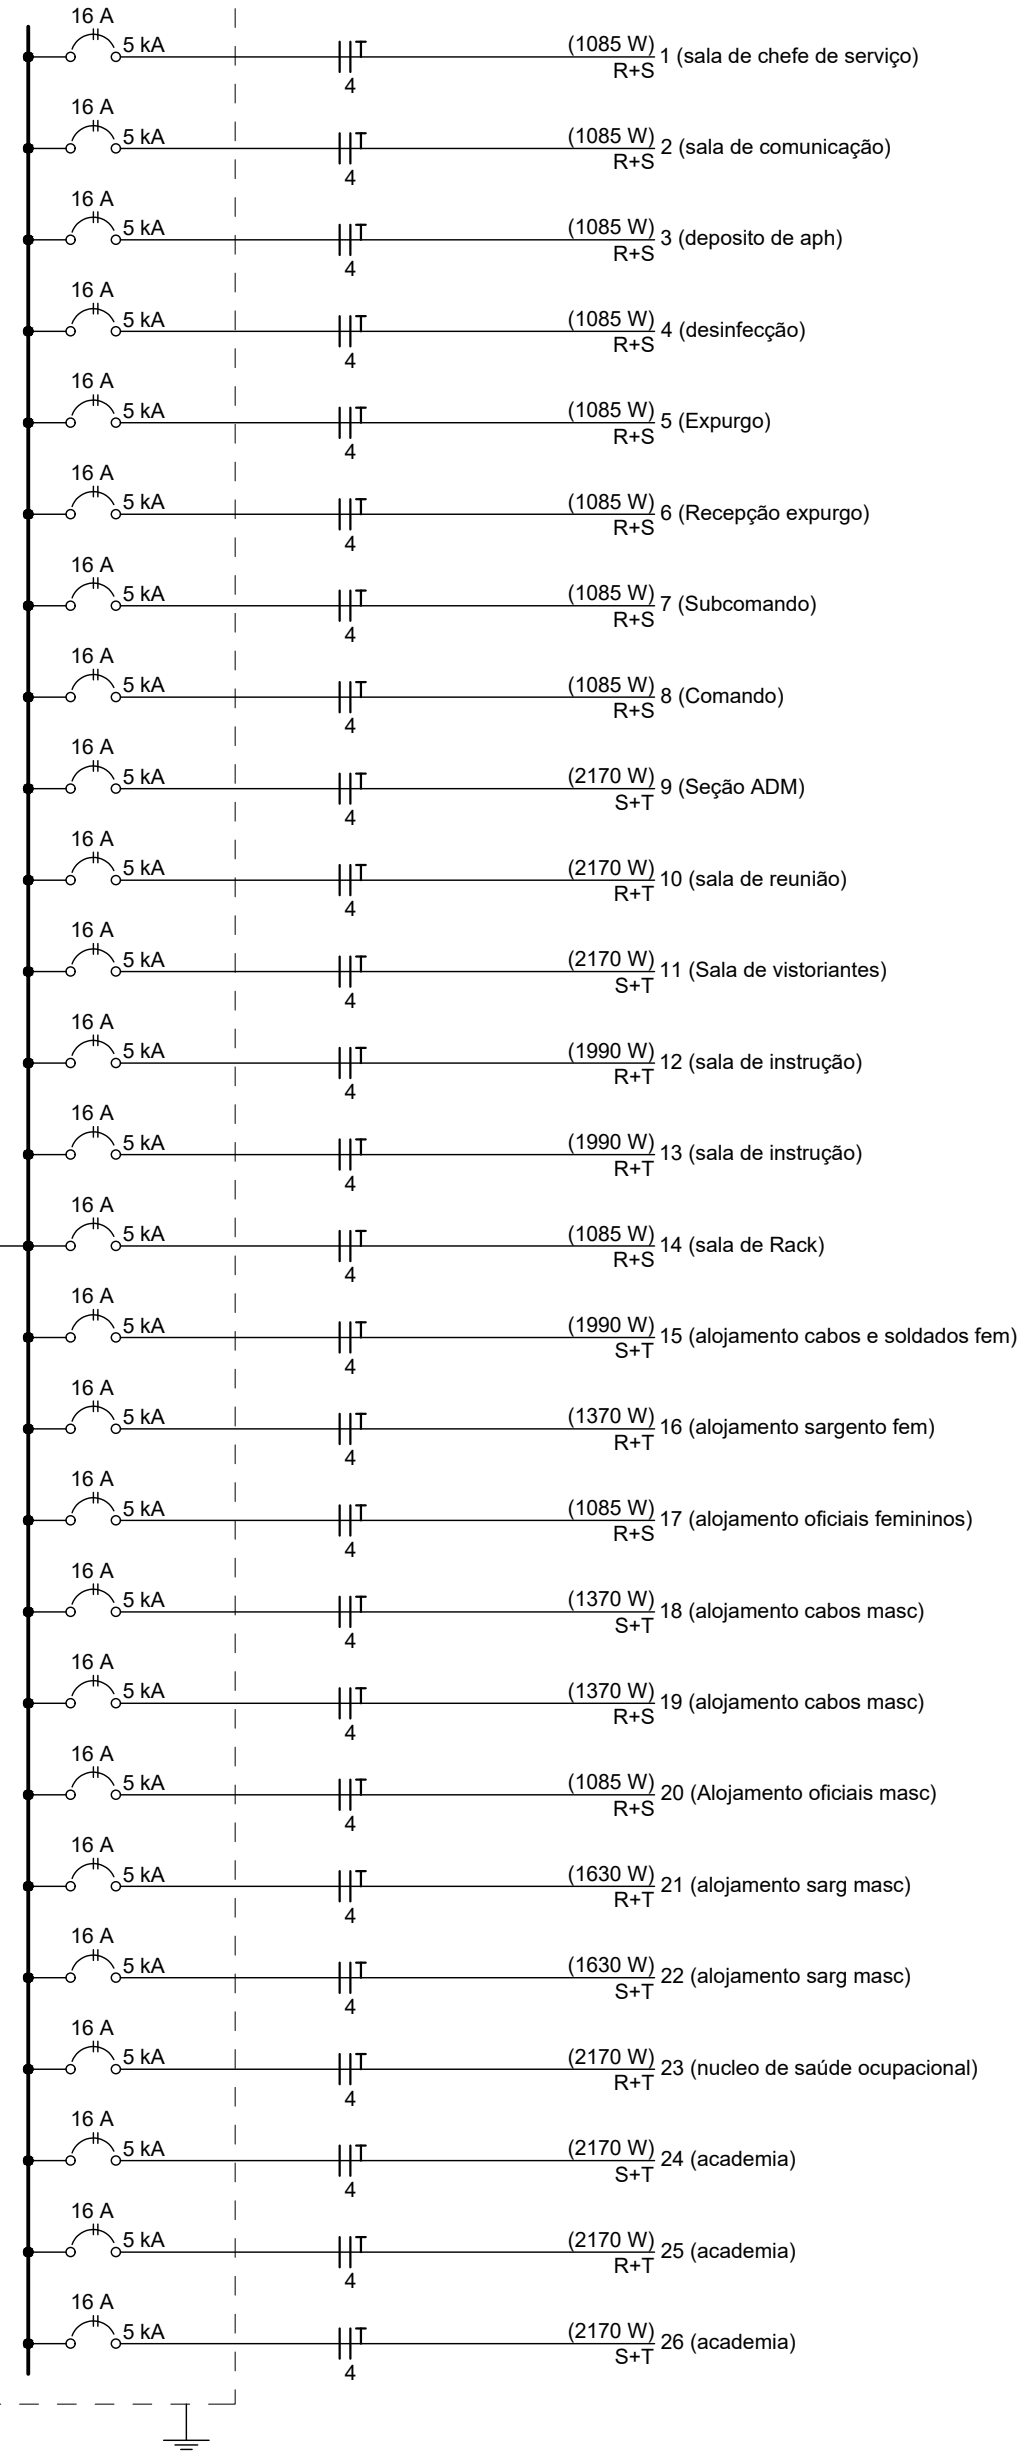 16 A
5 kA T (1085 W) 1 (sala de chefe de serviço)
4 R+S
16 A
5 kA T (1085 W) 2 (sala de comunicação)
4 R+S
16 A
5 kA T (1085 W) 3 (deposito de aph)
4 R+S
16 A
5 kA T (1085 W) 4 (desinfecção)
4 R+S
16 A
5 kA T (1085 W) 5 (Expurgo)
4 R+S
16 A
5 kA T (1085 W) 6 (Recepção expurgo)
4 R+S
16 A
5 kA T (1085 W) 7 (Subcomando)
4 R+S
16 A
5 kA T (1085 W) 8 (Comando)
4 R+S
16 A
5 kA T (2170 W) 9 (Seção ADM)
4 S+T
16 A
5 kA T (2170 W) 10 (sala de reunião)
4 R+T
16 A
5 kA T (2170 W) 11 (Sala de vistoriantes)
4 S+T
16 A
5 kA T (1990 W) 12 (sala de instrução)
4 R+T
16 A
5 kA T (1990 W) 13 (sala de instrução)
4 R+T
16 A
5 kA T (1085 W) 14 (sala de Rack)
4 R+S
16 A
5 kA T (1990 W) 15 (alojamento cabos e soldados fem)
4 S+T
16 A
5 kA T (1370 W) 16 (alojamento sargento fem)
4 R+T
16 A
5 kA T (1085 W) 17 (alojamento oficiais femininos)
4 R+S
16 A
5 kA T (1370 W) 18 (alojamento cabos masc)
4 S+T
16 A
5 kA T (1370 W) 19 (alojamento cabos masc)
4 R+S
16 A
5 kA T (1085 W) 20 (Alojamento oficiais masc)
4 R+S
16 A
5 kA T (1630 W) 21 (alojamento sarg masc)
4 R+T
16 A
5 kA T (1630 W) 22 (alojamento sarg masc)
4 S+T
16 A
5 kA T (2170 W) 23 (nucleo de saúde ocupacional)
4 R+T
16 A
5 kA T (2170 W) 24 (academia)
4 S+T
16 A
5 kA T (2170 W) 25 (academia)
4 R+T
16 A
5 kA T (2170 W) 26 (academia)
4 S+T